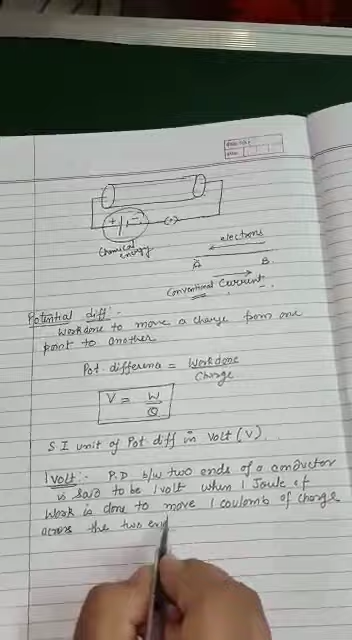 + -
Chemical
energy
electrons
A B
Conventional Current.
Potential diff:-
Workdone to move a charge from one
point to another
Pot. difference = Workdone
Charge
V = W
Q
S I unit of Pot diff in Volt (V).
1 Volt:- P.D b/w two ends of a conductor
is said to be 1 volt when 1 Joule of
Work is done to move 1 coulomb of charge
across the two en